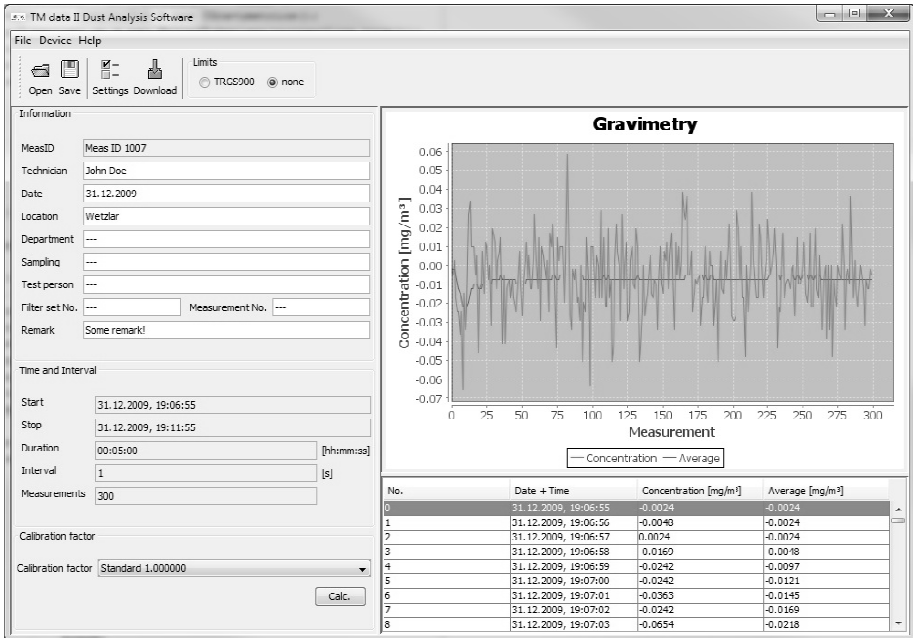 TM data II Dust Analysis Software
File Device Help
Open Save Settings Download
Limits
TRGS900 none
Information
MeasID Meas ID 1007
Technician John Doe
Date 31.12.2009
Location Wetzlar
Department ---
Sampling ---
Test person ---
Filter set No. --- Measurement No. ---
Remark Some remark!
Time and Interval
Start 31.12.2009, 19:06:55
Stop 31.12.2009, 19:11:55
Duration 00:05:00 [hh:mm:ss]
Interval 1 [s]
Measurements 300
Calibration factor
Calibration factor Standard 1.000000
Calc.
Gravimetry
Concentration [mg/m³]
0.06
0.05
0.04
0.03
0.02
0.01
0.00
-0.01
-0.02
-0.03
-0.04
-0.05
-0.06
-0.07
0 25 50 75 100 125 150 175 200 225 250 275 300
Measurement
Concentration Average
No. Date + Time Concentration [mg/m³] Average [mg/m³]
0 31.12.2009, 19:06:55 -0.0024 -0.0024
1 31.12.2009, 19:06:56 -0.0048 -0.0024
2 31.12.2009, 19:06:57 0.0024 -0.0024
3 31.12.2009, 19:06:58 0.0169 0.0048
4 31.12.2009, 19:06:59 -0.0242 -0.0097
5 31.12.2009, 19:07:00 -0.0242 -0.0121
6 31.12.2009, 19:07:01 -0.0363 -0.0145
7 31.12.2009, 19:07:02 -0.0242 -0.0169
8 31.12.2009, 19:07:03 -0.0654 -0.0218